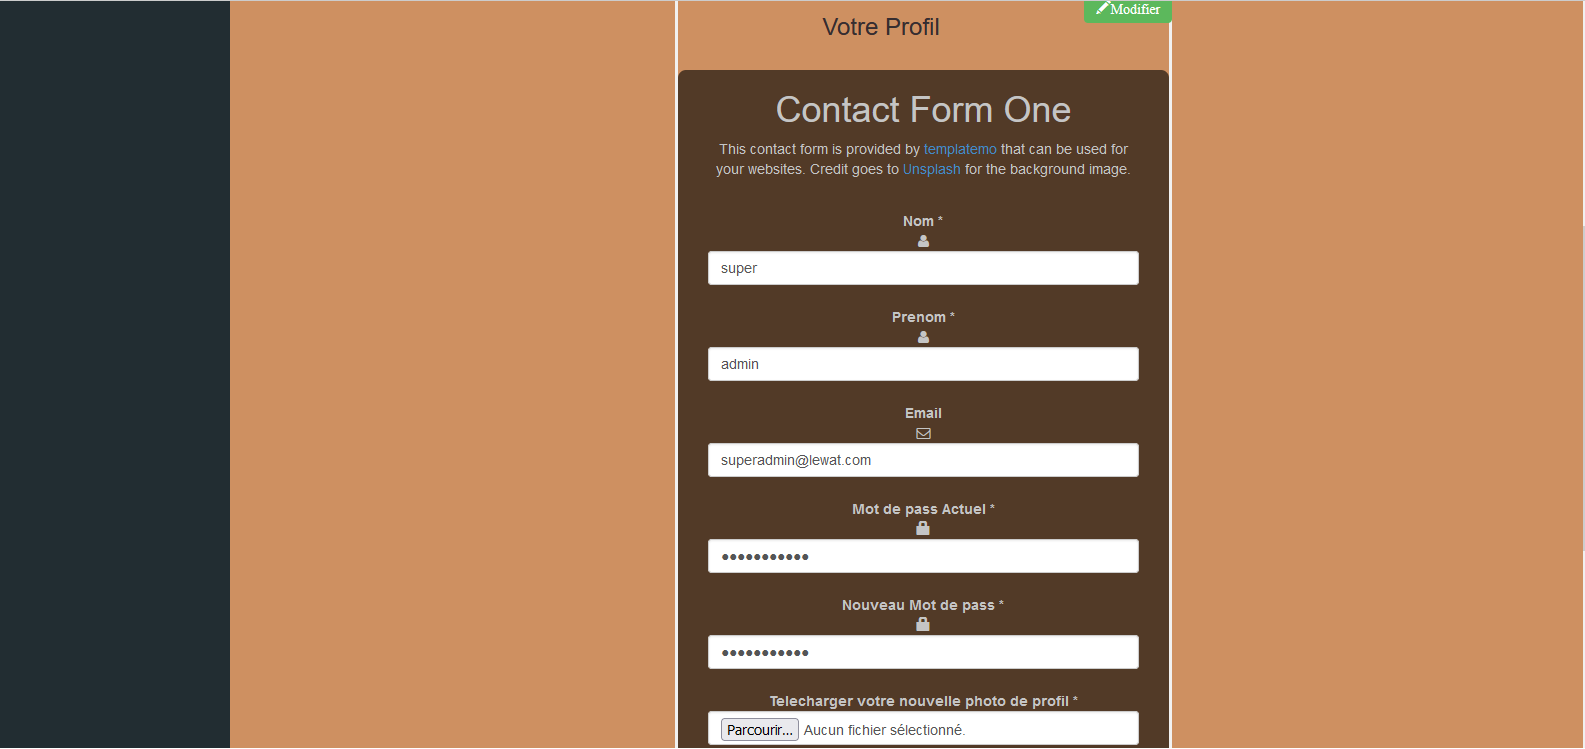 Modifier
Votre Profil
Contact Form One
This contact form is provided by templatemo that can be used for
your websites. Credit goes to Unsplash for the background image.
Nom *
super
Prenom *
admin
Email
superadmin@lewat.com
Mot de pass Actuel *
●●●●●●●●●●●
Nouveau Mot de pass *
●●●●●●●●●●●
Telecharger votre nouvelle photo de profil *
Parcourir... Aucun fichier sélectionné.